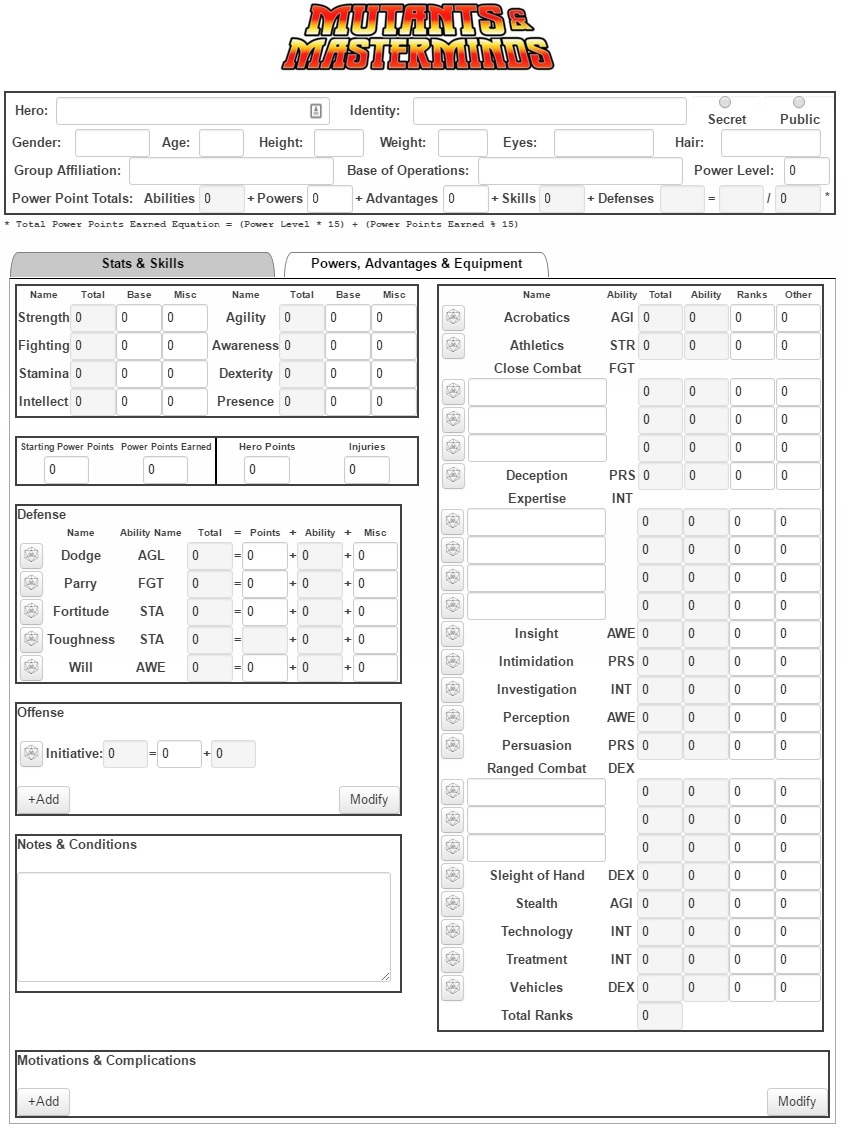 MUTANTS & MASTERMINDS
Hero: Identity: Secret Public
Gender: Age: Height: Weight: Eyes: Hair:
Group Affiliation: Base of Operations: Power Level: 0
Power Point Totals: Abilities 0 + Powers 0 + Advantages 0 + Skills 0 + Defenses = / 0 *
* Total Power Points Earned Equation = (Power Level * 15) + (Power Points Earned % 15)
Stats & Skills Powers, Advantages & Equipment
Name Total Base Misc Name Total Base Misc
Strength 0 0 0 Agility 0 0 0
Fighting 0 0 0 Awareness 0 0 0
Stamina 0 0 0 Dexterity 0 0 0
Intellect 0 0 0 Presence 0 0 0
Starting Power Points Power Points Earned Hero Points Injuries
0 0 0 0
Defense
Name Ability Name Total = Points + Ability + Misc
Dodge AGL 0 = 0 + 0 + 0
Parry FGT 0 = 0 + 0 + 0
Fortitude STA 0 = 0 + 0 + 0
Toughness STA 0 = + 0 + 0
Will AWE 0 = 0 + 0 + 0
Offense
Initiative: 0 = 0 + 0
+Add Modify
Notes & Conditions
Name Ability Total Ability Ranks Other
Acrobatics AGI 0 0 0 0
Athletics STR 0 0 0 0
Close Combat FGT
0 0 0 0
0 0 0 0
0 0 0 0
Deception PRS 0 0 0 0
Expertise INT
0 0 0 0
0 0 0 0
0 0 0 0
0 0 0 0
Insight AWE 0 0 0 0
Intimidation PRS 0 0 0 0
Investigation INT 0 0 0 0
Perception AWE 0 0 0 0
Persuasion PRS 0 0 0 0
Ranged Combat DEX
0 0 0 0
0 0 0 0
0 0 0 0
Sleight of Hand DEX 0 0 0 0
Stealth AGI 0 0 0 0
Technology INT 0 0 0 0
Treatment INT 0 0 0 0
Vehicles DEX 0 0 0 0
Total Ranks 0
Motivations & Complications
+Add Modify